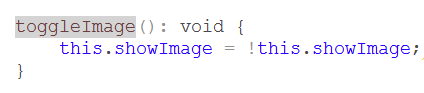 toggleImage(): void {
    this.showImage = !this.showImage;
}